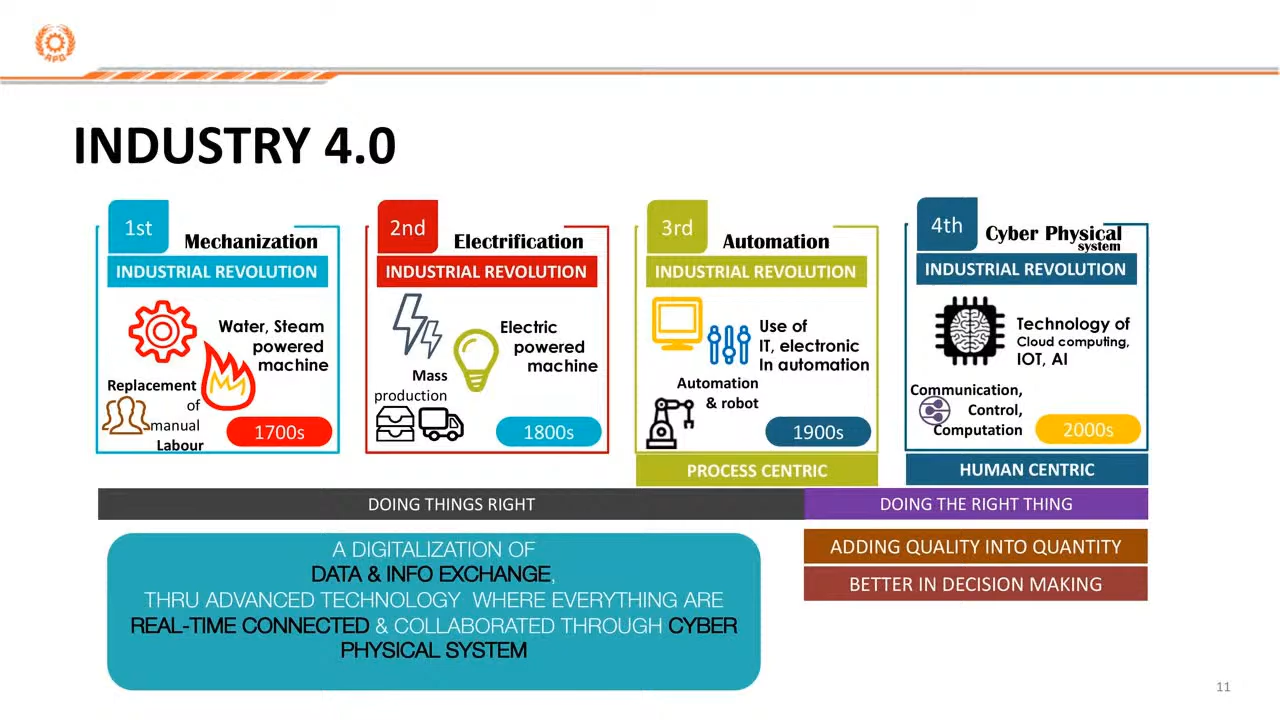 APO
INDUSTRY 4.0
1st
Mechanization
INDUSTRIAL REVOLUTION
Water, Steam
powered
machine
Replacement
of
manual
Labour
1700s
2nd
Electrification
INDUSTRIAL REVOLUTION
Electric
powered
machine
Mass
production
1800s
3rd
Automation
INDUSTRIAL REVOLUTION
Use of
IT, electronic
In automation
Automation
& robot
1900s
PROCESS CENTRIC
4th
Cyber Physical
system
INDUSTRIAL REVOLUTION
Technology of
Cloud computing,
IOT, AI
Communication,
Control,
Computation
2000s
HUMAN CENTRIC
DOING THINGS RIGHT
DOING THE RIGHT THING
A DIGITALIZATION OF
DATA & INFO EXCHANGE,
THRU ADVANCED TECHNOLOGY WHERE EVERYTHING ARE
REAL-TIME CONNECTED & COLLABORATED THROUGH CYBER
PHYSICAL SYSTEM
ADDING QUALITY INTO QUANTITY
BETTER IN DECISION MAKING
11